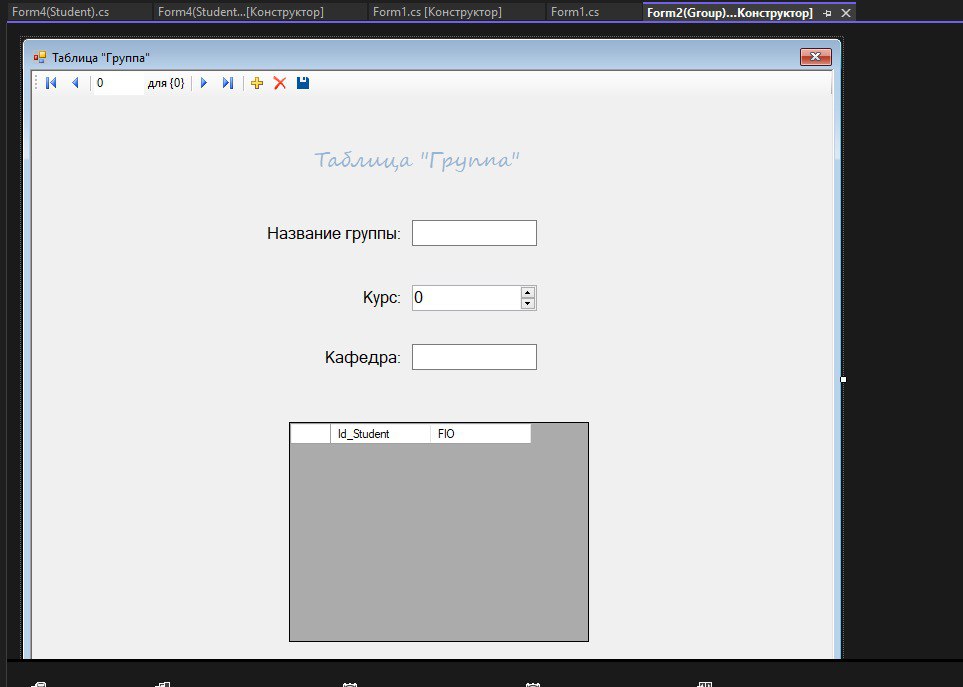 Form4(Student).cs
Form4(Student...[Конструктор]
Form1.cs [Конструктор]
Form1.cs
Form2(Group)...Конструктор]
Таблица "Группа"
0
для {0}
Таблица "Группа"
Название группы:
Курс:
0
Кафедра:
Id_Student
FIO